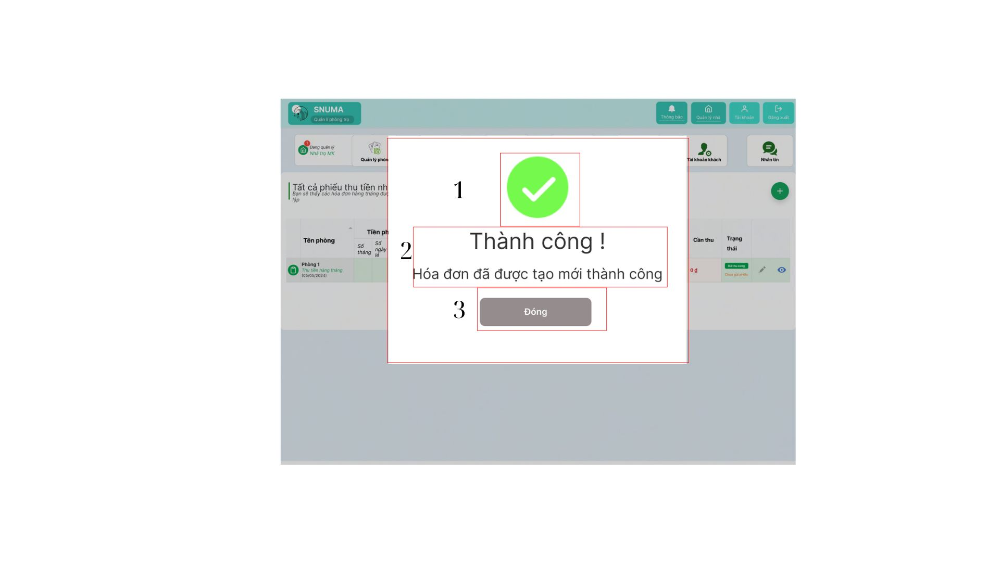 SNUMA
Quản lí phòng trọ
Thông báo
Quản lý nhà
Tài khoản
Đăng xuất
1
Đang quản lý
Nhà trọ MK
Quản lý phòn
Tài khoản khách
Nhắn tin
Tất cả phiếu thu tiền nh
Bạn sẽ thấy các hóa đơn hàng tháng đượ
lập
+
Tên phòng
Tiền ph
Số
tháng
Số
ngày
lẻ
Cần thu
Trạng
thái
Phòng 1
Thu tiền hàng tháng
(05/05/2024)
0 ₫
Đã thu xong
Chưa gửi phiếu
1
2
Thành công !
Hóa đơn đã được tạo mới thành công
3
Đóng